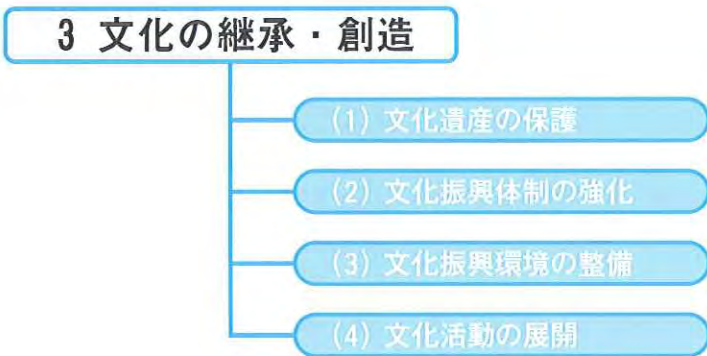 3 文化の継承・創造
(1) 文化遺産の保護
(2) 文化振興体制の強化
(3) 文化振興環境の整備
(4) 文化活動の展開